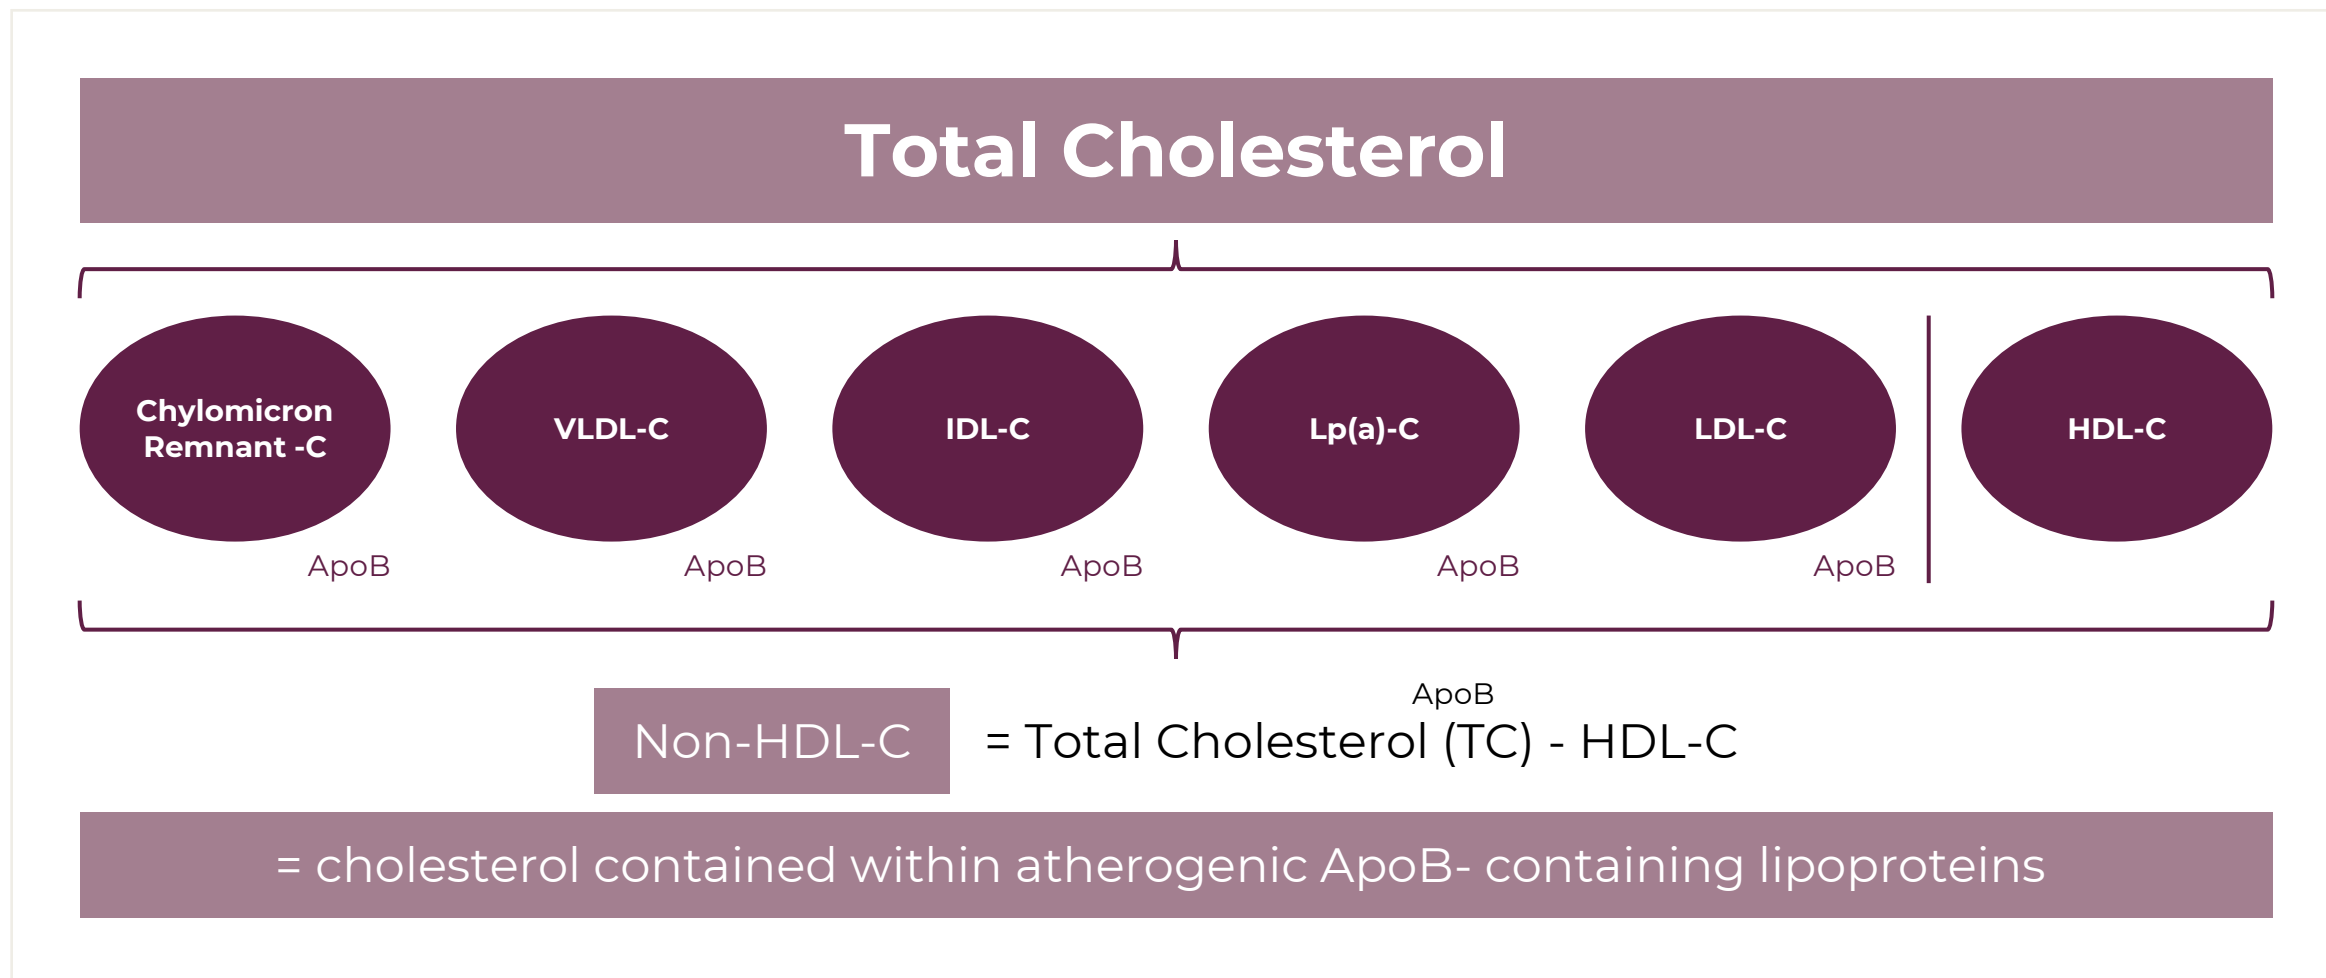 Total Cholesterol
Chylomicron
Remnant -C
VLDL-C
IDL-C
Lp(a)-C
LDL-C
HDL-C
ApoB
ApoB
ApoB
ApoB
ApoB
ApoB
Non-HDL-C
= Total Cholesterol (TC) - HDL-C
= cholesterol contained within atherogenic ApoB- containing lipoproteins